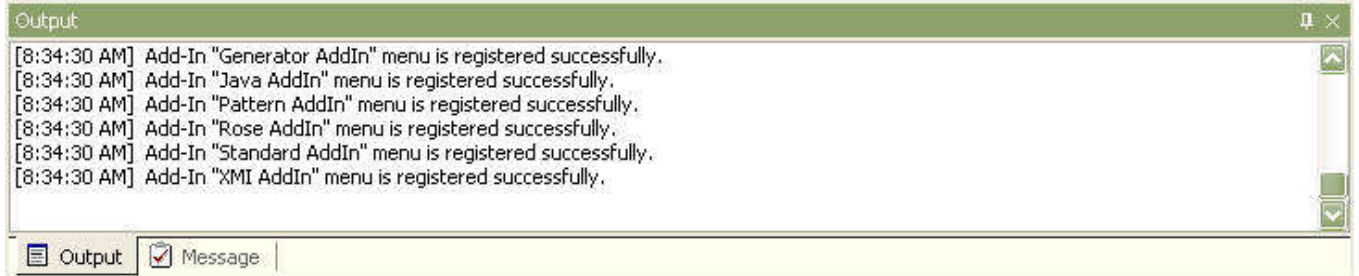 Output
[8:34:30 AM] Add-In "Generator AddIn" menu is registered successfully.
[8:34:30 AM] Add-In "Java AddIn" menu is registered successfully.
[8:34:30 AM] Add-In "Pattern AddIn" menu is registered successfully.
[8:34:30 AM] Add-In "Rose AddIn" menu is registered successfully.
[8:34:30 AM] Add-In "Standard AddIn" menu is registered successfully.
[8:34:30 AM] Add-In "XMI AddIn" menu is registered successfully.
Output Message